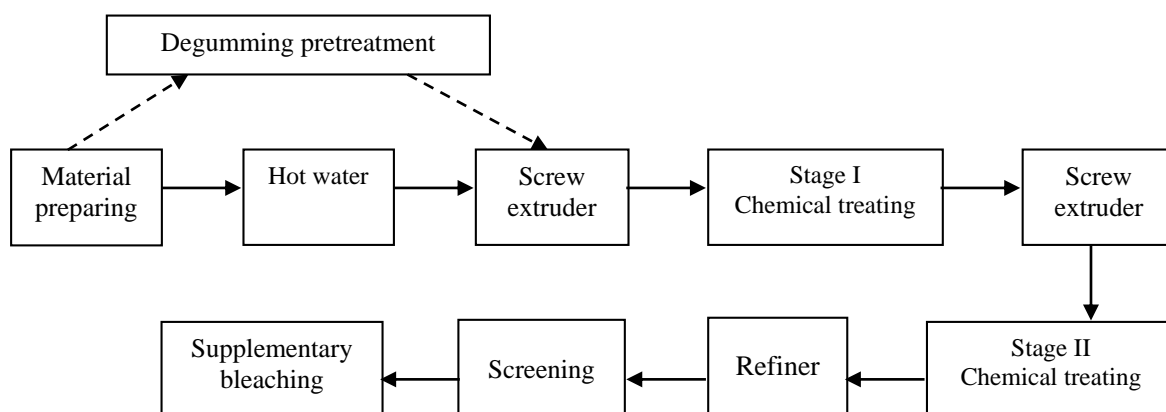 Degumming pretreatment
Material
preparing
Hot water
Screw
extruder
Stage I
Chemical treating
Screw
extruder
Supplementary
bleaching
Screening
Refiner
Stage II
Chemical treating